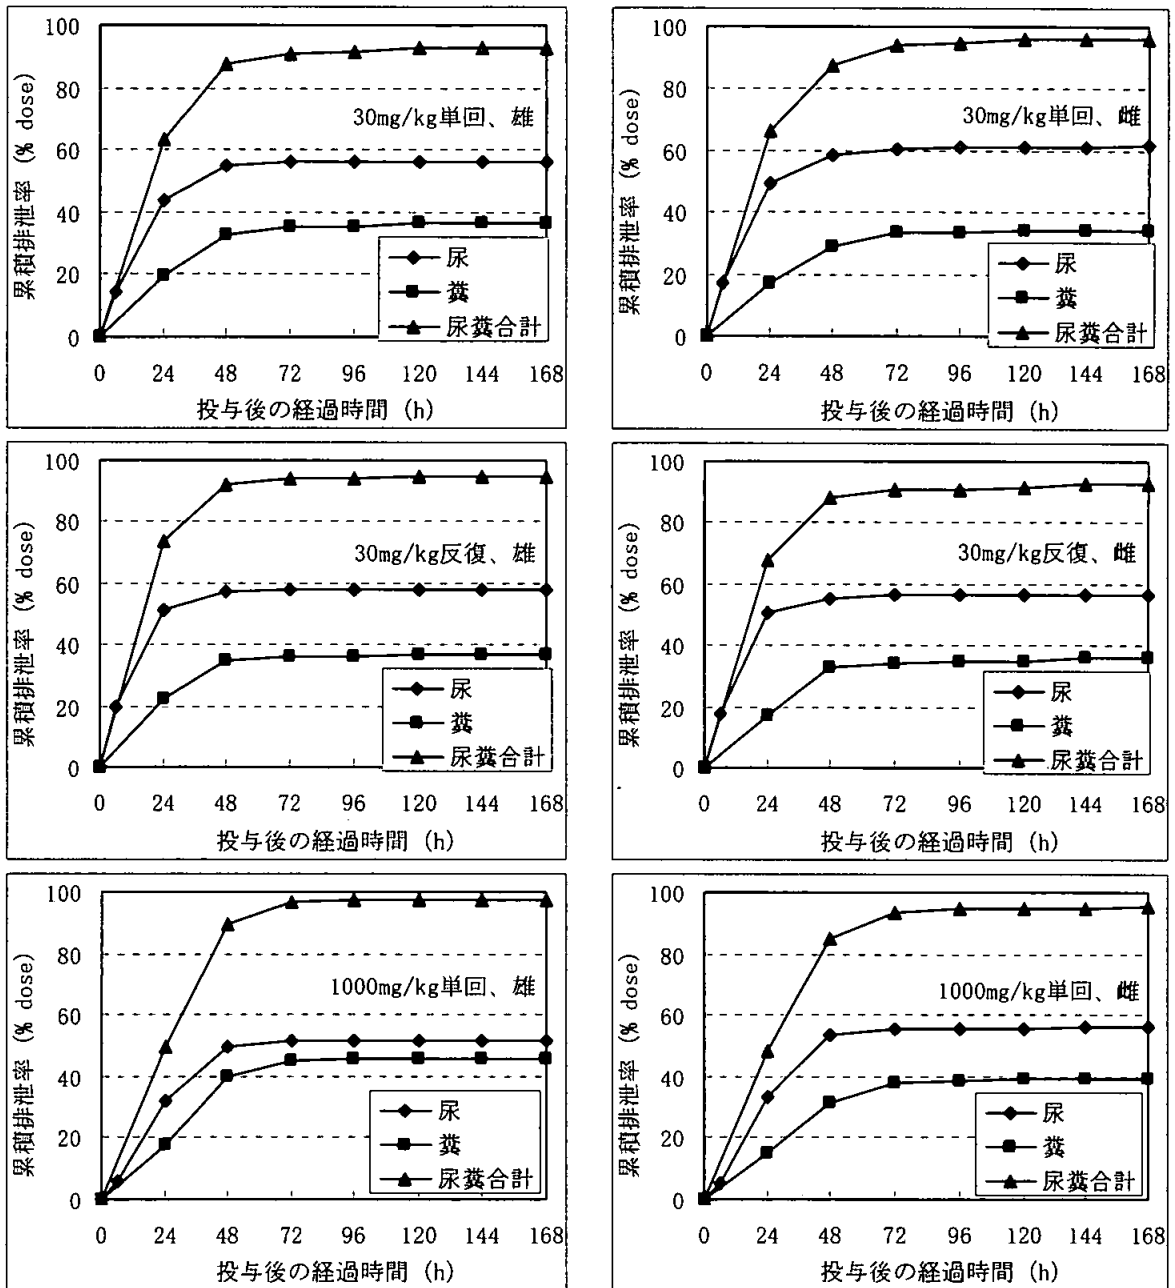 累積排泄率 (% dose)
100
80
60
40
20
0
30mg/kg単回、雄
尿
糞
尿糞合計
0 24 48 72 96 120 144 168
投与後の経過時間 (h)
累積排泄率 (% dose)
100
80
60
40
20
0
30mg/kg単回、雌
尿
糞
尿糞合計
0 24 48 72 96 120 144 168
投与後の経過時間 (h)
累積排泄率 (% dose)
100
80
60
40
20
0
30mg/kg反復、雄
尿
糞
尿糞合計
0 24 48 72 96 120 144 168
投与後の経過時間 (h)
累積排泄率 (% dose)
100
80
60
40
20
0
30mg/kg反復、雌
尿
糞
尿糞合計
0 24 48 72 96 120 144 168
投与後の経過時間 (h)
累積排泄率 (% dose)
100
80
60
40
20
0
1000mg/kg単回、雄
尿
糞
尿糞合計
0 24 48 72 96 120 144 168
投与後の経過時間 (h)
累積排泄率 (% dose)
100
80
60
40
20
0
1000mg/kg単回、雌
尿
糞
尿糞合計
0 24 48 72 96 120 144 168
投与後の経過時間 (h)